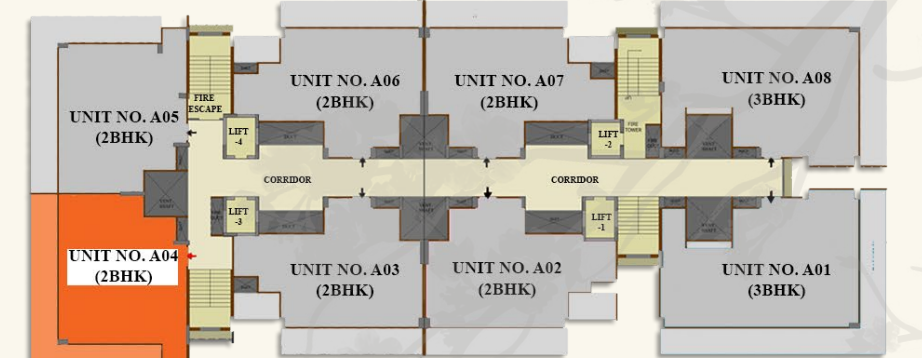 UNIT NO. A06
(2BHK)
UNIT NO. A07
(2BHK)
UNIT NO. A08
(3BHK)
UNIT NO. A05
(2BHK)
FIRE
ESCAPE
LIFT
-4
LIFT
-2
FIRE
TOWER
CORRIDOR
CORRIDOR
LIFT
-3
LIFT
-1
UNIT NO. A04
(2BHK)
UNIT NO. A03
(2BHK)
UNIT NO. A02
(2BHK)
UNIT NO. A01
(3BHK)